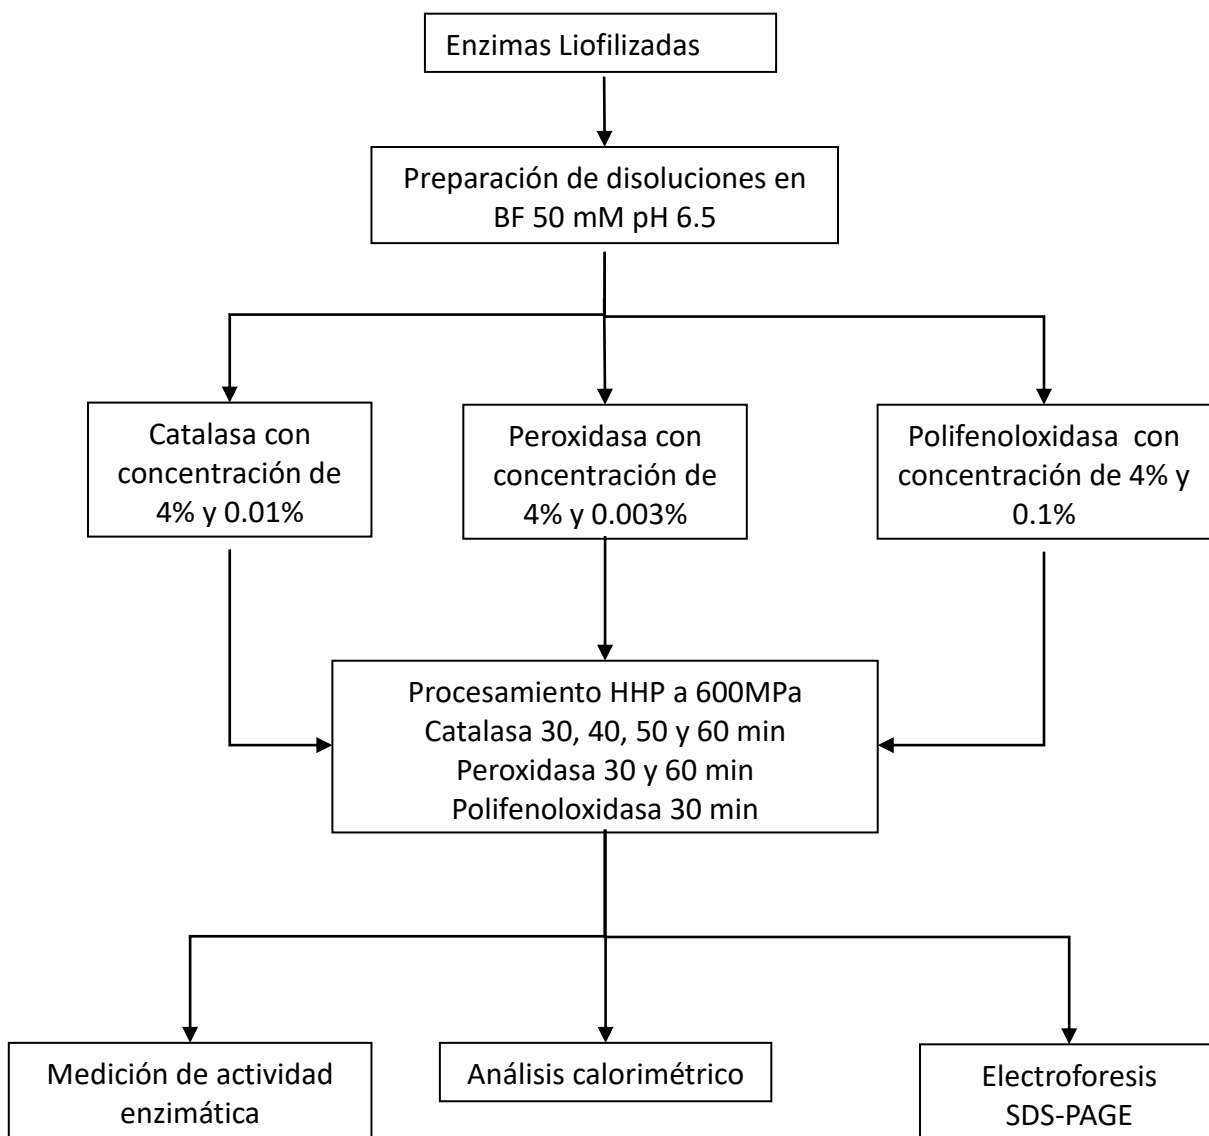 Enzimas Liofilizadas
Preparación de disoluciones en
BF 50 mM pH 6.5
Catalasa con
concentración de
4% y 0.01%
Peroxidasa con
concentración de
4% y 0.003%
Polifenoloxidasa con
concentración de 4% y
0.1%
Procesamiento HHP a 600MPa
Catalasa 30, 40, 50 y 60 min
Peroxidasa 30 y 60 min
Polifenoloxidasa 30 min
Medición de actividad
enzimática
Análisis calorimétrico
Electroforesis
SDS-PAGE